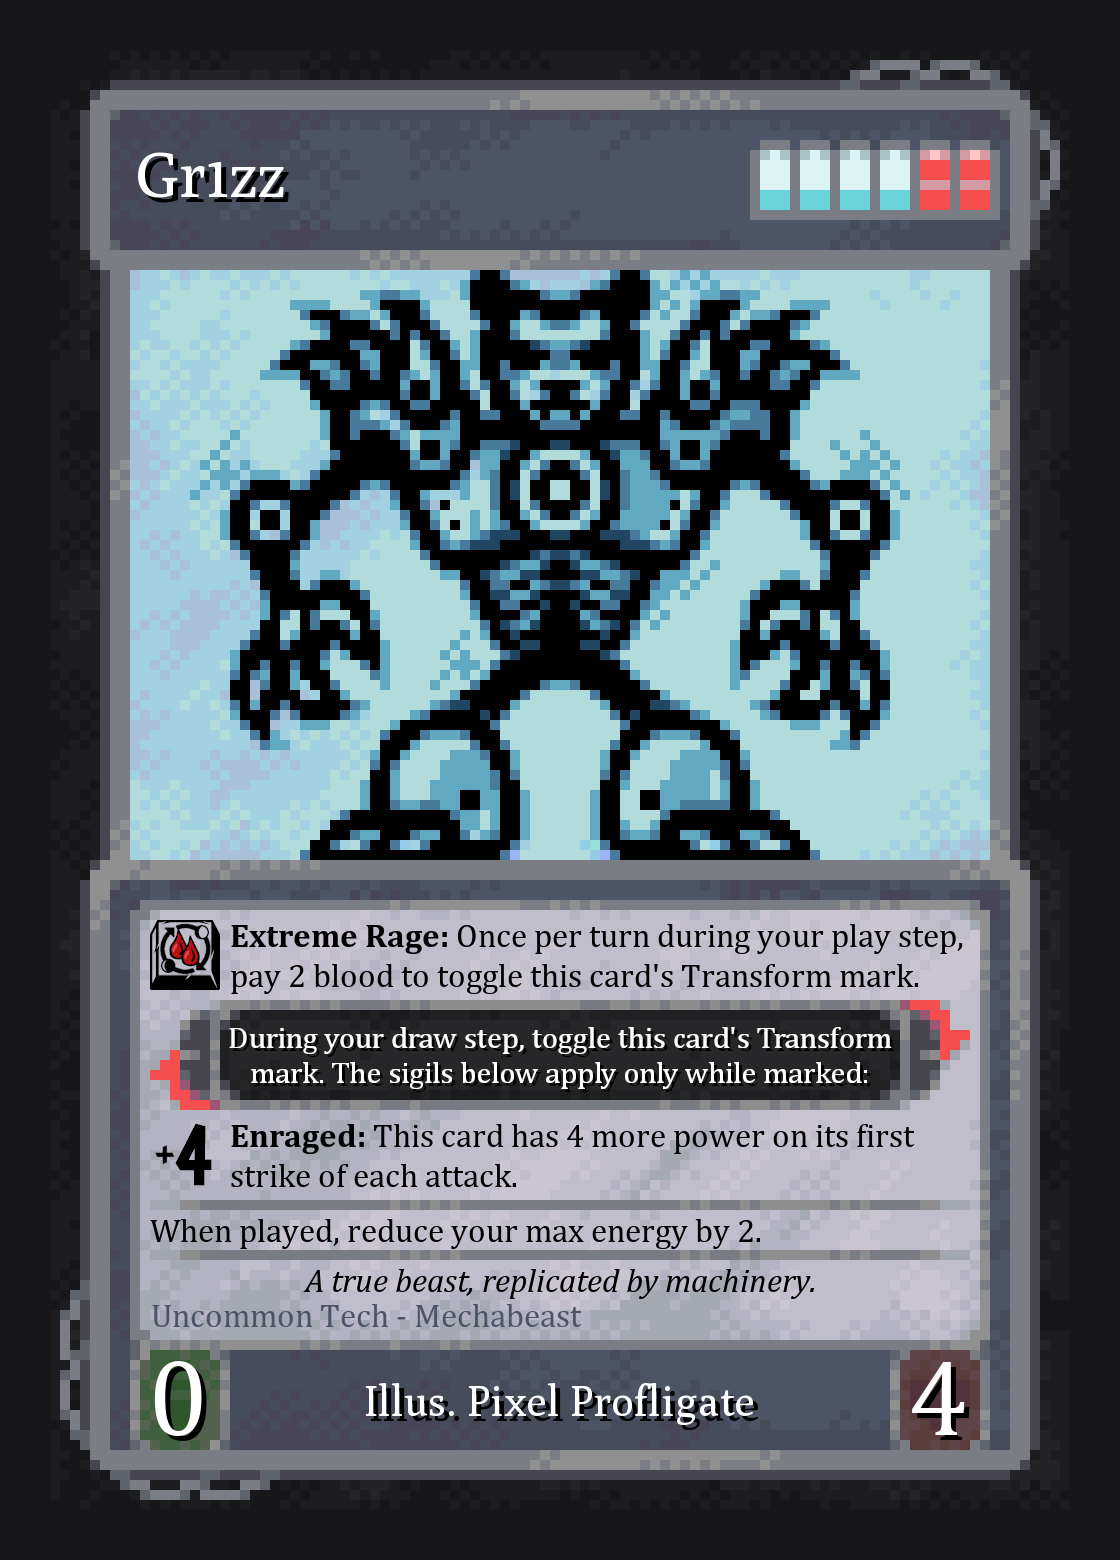 Gr1zz
Extreme Rage: Once per turn during your play step,
pay 2 blood to toggle this card's Transform mark.
During your draw step, toggle this card's Transform
mark. The sigils below apply only while marked:
+4 Enraged: This card has 4 more power on its first
strike of each attack.
When played, reduce your max energy by 2.
A true beast, replicated by machinery.
Uncommon Tech - Mechabeast
0 Illus. Pixel Profligate 4